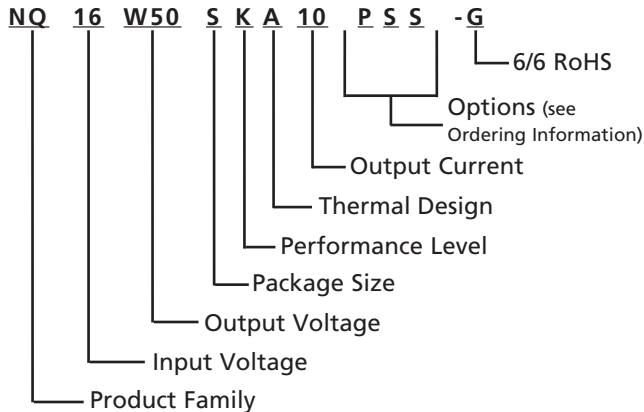 NQ 16 W50 S K A 10 P S S -G
6/6 RoHS
Options (see
Ordering Information)
Output Current
Thermal Design
Performance Level
Package Size
Output Voltage
Input Voltage
Product Family